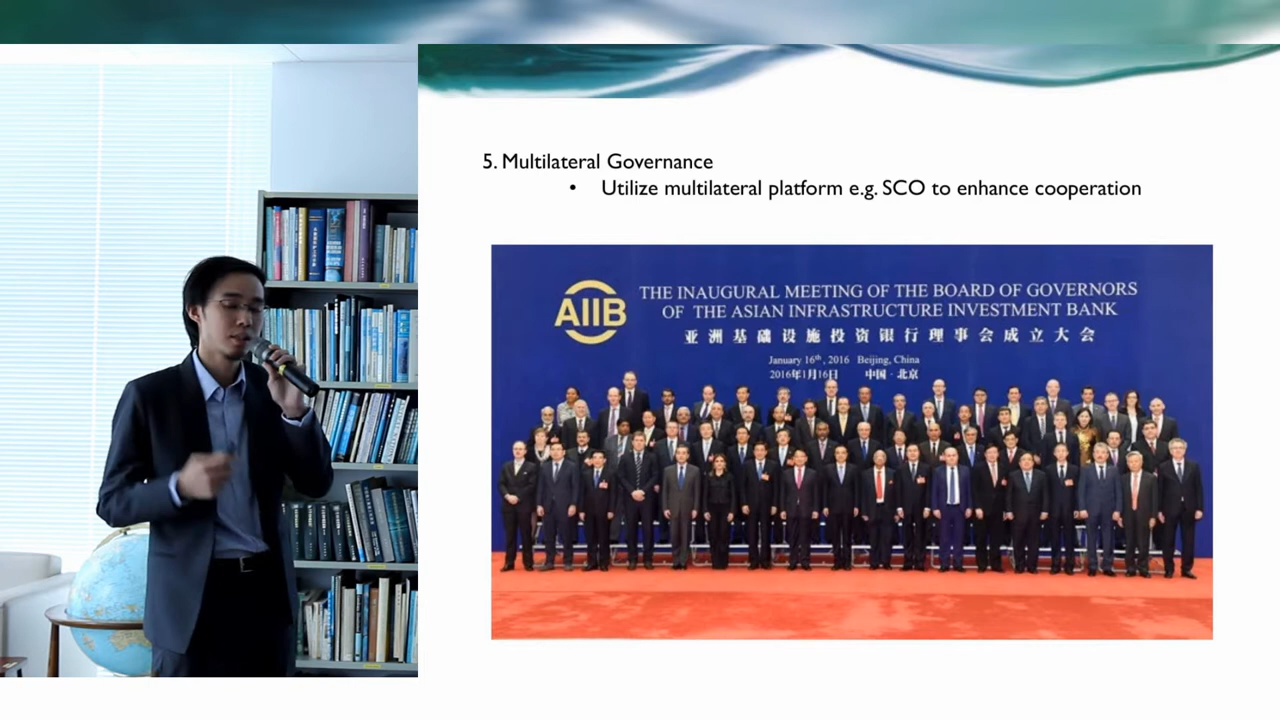 5. Multilateral Governance
• Utilize multilateral platform e.g. SCO to enhance cooperation
AIIB
THE INAUGURAL MEETING OF THE BOARD OF GOVERNORS
OF THE ASIAN INFRASTRUCTURE INVESTMENT BANK
亚洲基础设施投资银行理事会成立大会
January 16th, 2016 Beijing, China
2016年1月16日 中国·北京